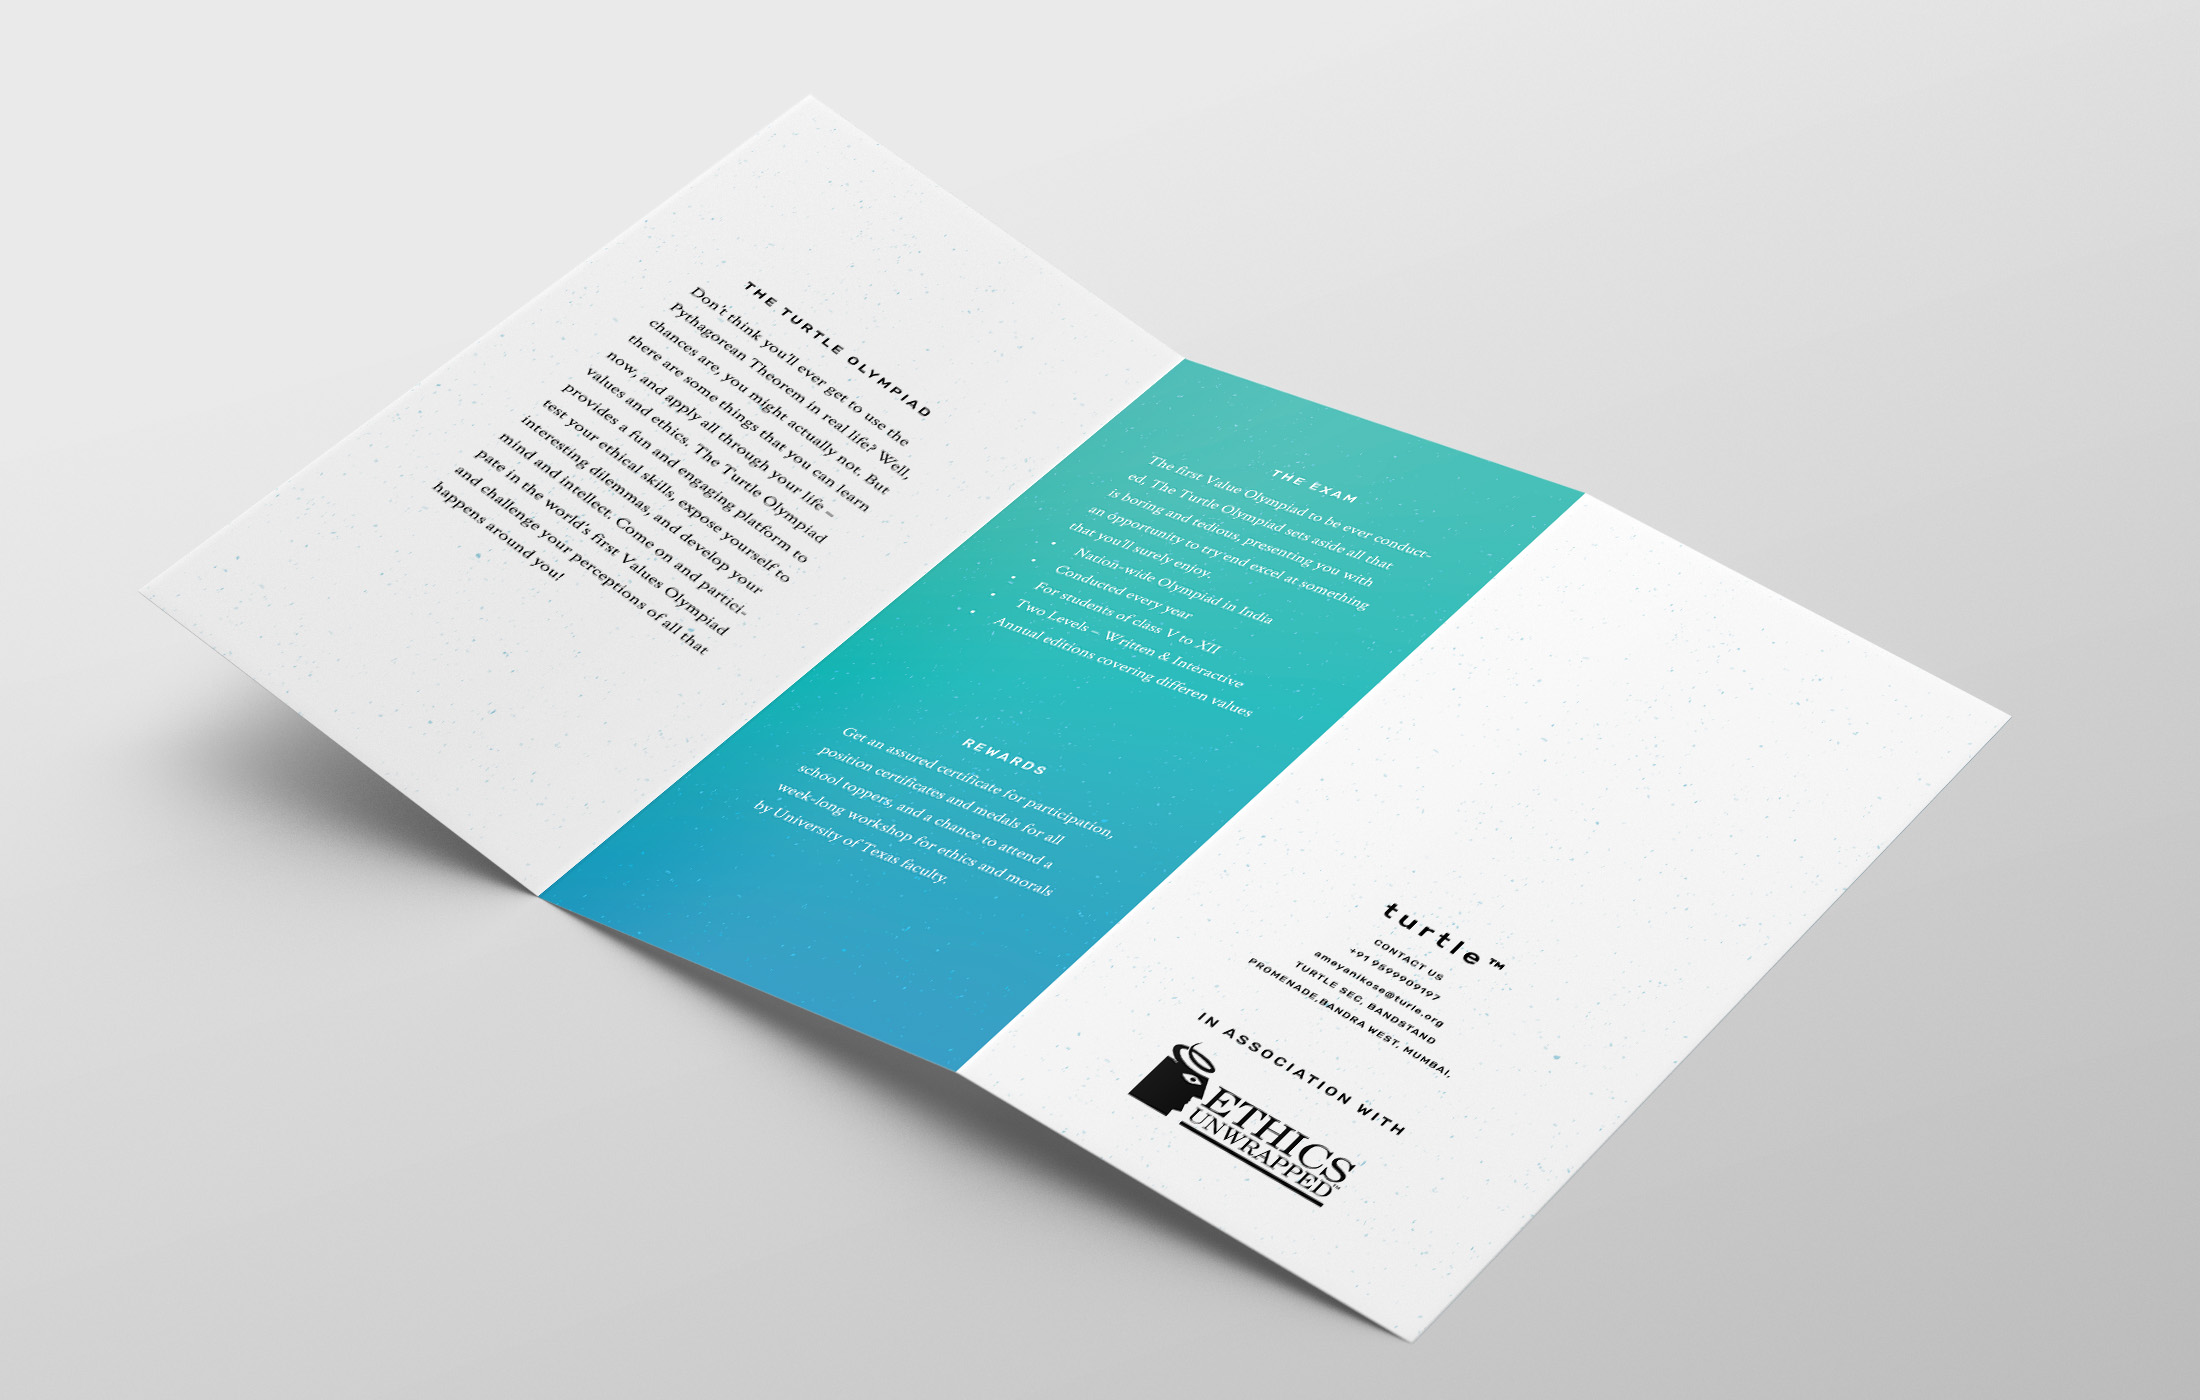 THE TURTLE OLYMPIAD
Don't think you'll ever get to use the
Pythagorean Theorem in real life? Well,
chances are, you might actually not. But
there are some things that you can learn
now, and apply all through your life –
values and ethics. The Turtle Olympiad
provides a fun and engaging platform to
test your ethical skills, expose yourself to
interesting dilemmas, and develop your
mind and intellect. Come on and partici-
pate in the world's first Values Olympiad
and challenge your perceptions of all that
happens around you!
THE EXAM
The first Value Olympiad to be ever conduct-
ed, The Turtle Olympiad sets aside all that
is boring and tedious, presenting you with
an opportunity to try end excel at something
that you'll surely enjoy.
• Nation-wide Olympiad in India
• Conducted every year
• For students of class V to XII
• Two Levels – Written & Interactive
• Annual editions covering differen values
REWARDS
Get an assured certificate for participation,
position certificates and medals for all
school toppers, and a chance to attend a
week-long workshop for ethics and morals
by University of Texas faculty.
turtle™
CONTACT US
+91 9599909197
ameyanikose@turle.org
TURTLE SEC, BANDSTAND
PROMENADE,BANDRA WEST, MUMBAI.
IN ASSOCIATION WITH
ETHICS
UNWRAPPED™